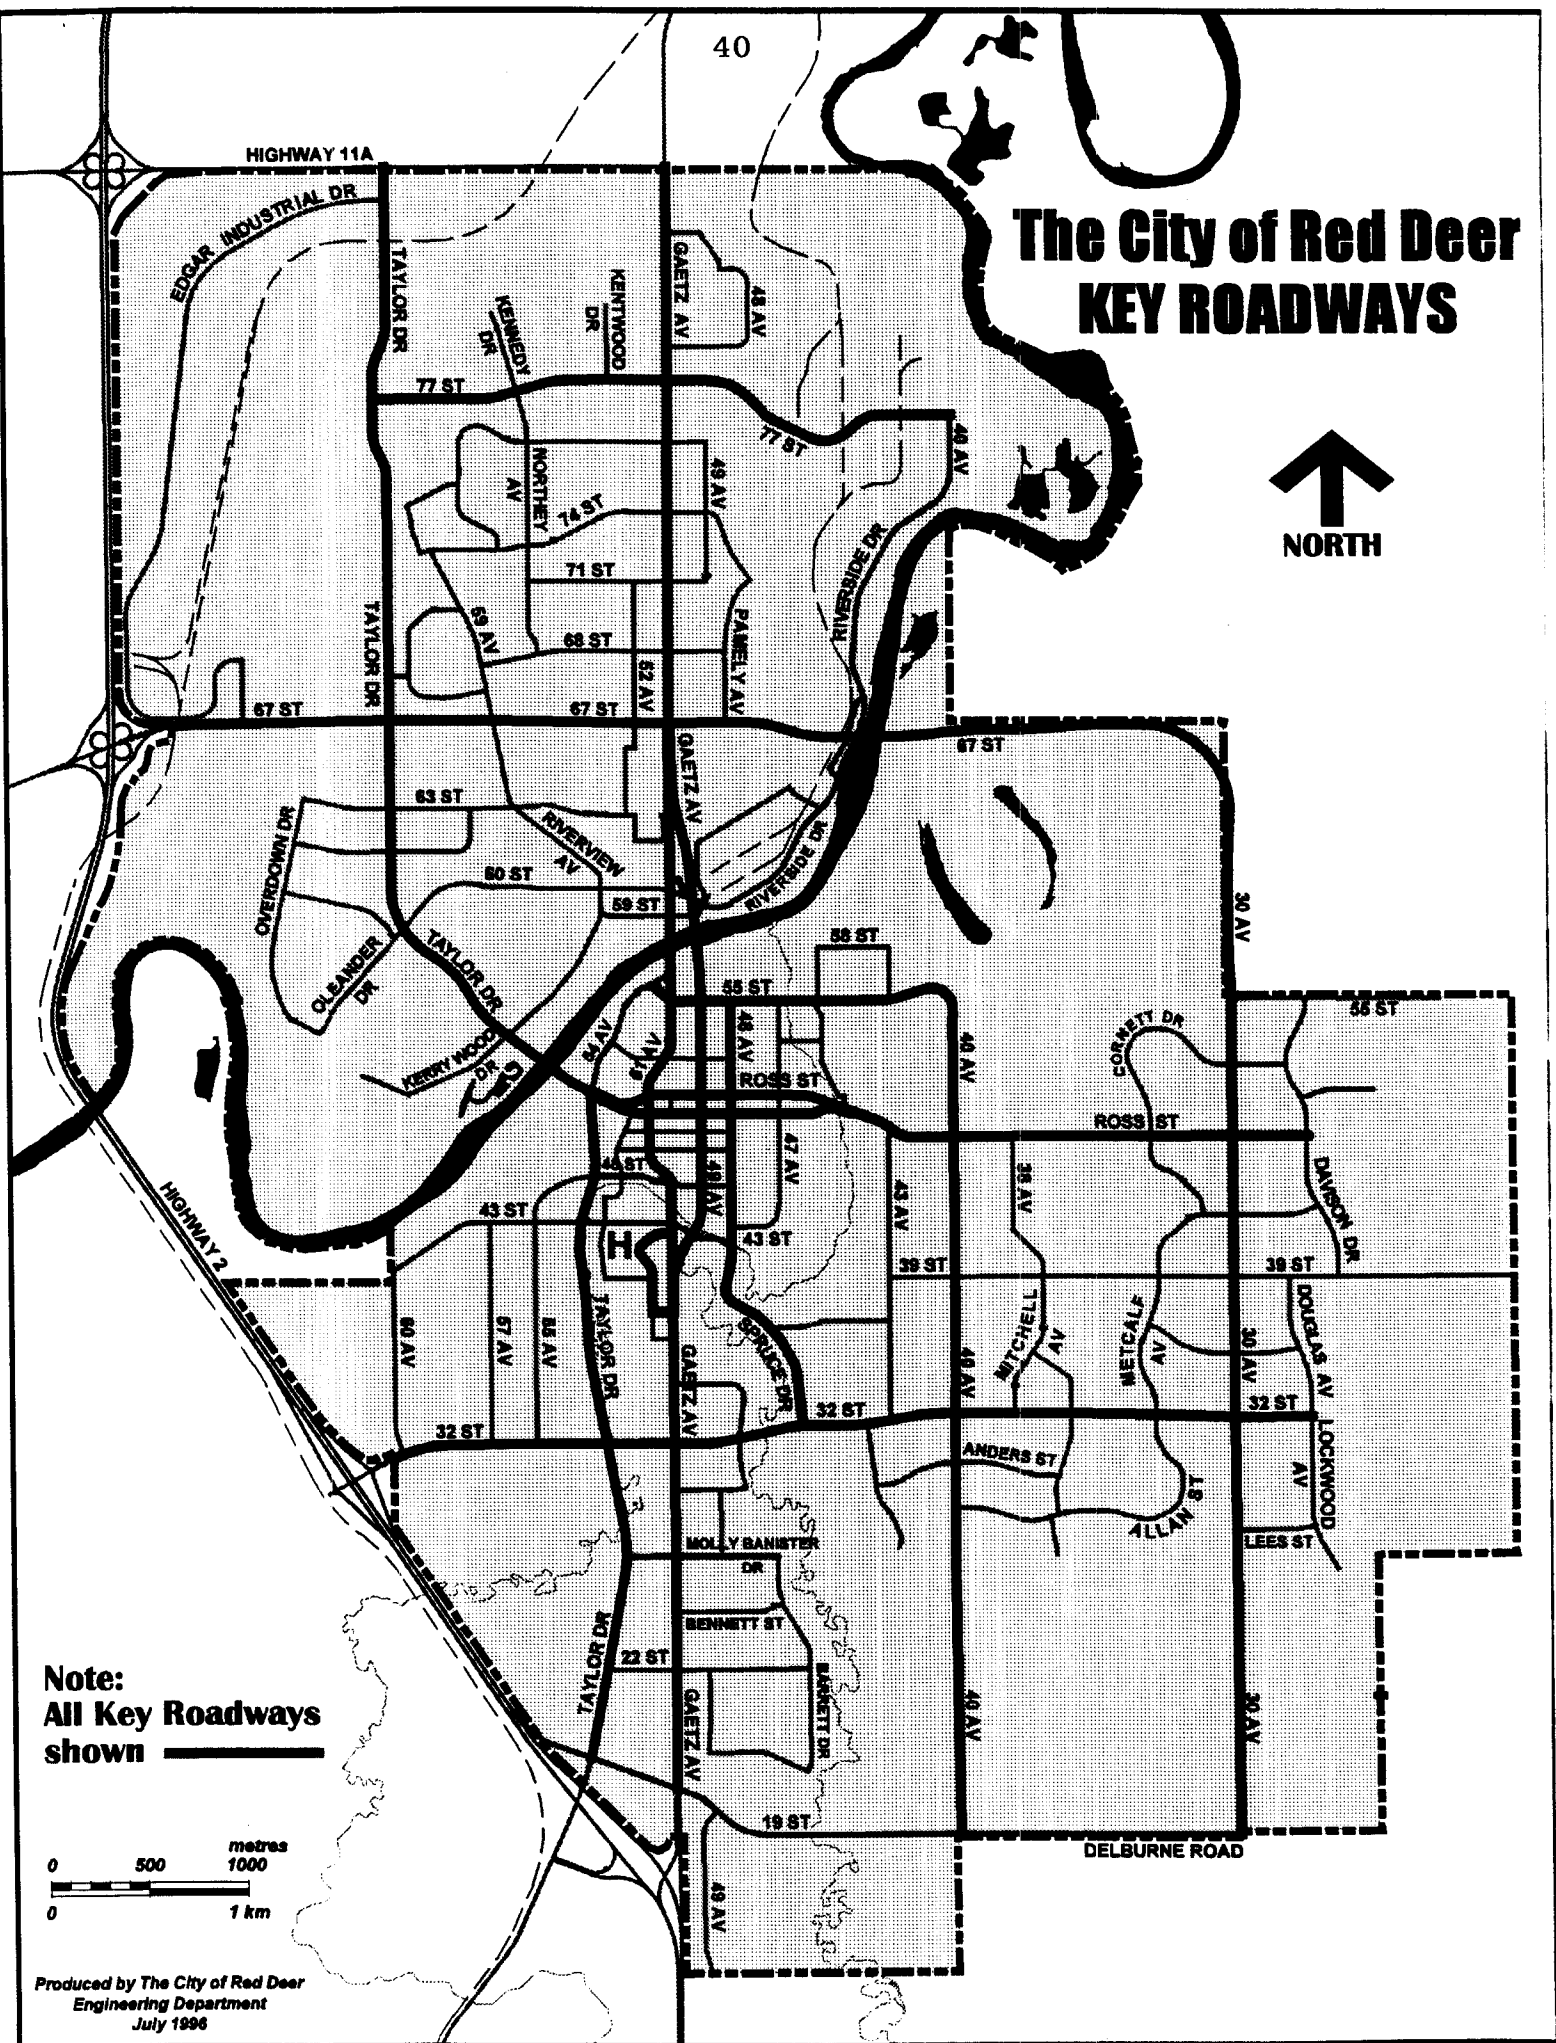 40
HIGHWAY 11A
The City of Red Deer
KEY ROADWAYS
EDGAR INDUSTRIAL DR
TAYLOR DR
KENNEDY
DR
KENTWOOD
DR
GAETZ AV
48 AV
77 ST
77 ST
40 AV
NORTH
NORTHEY
AV
49 AV
74 ST
71 ST
RIVERSIDE DR
59 AV
68 ST
PAMELY AV
TAYLOR DR
52 AV
67 ST
67 ST
67 ST
GAETZ AV
63 ST
OVERDOWN DR
RIVERVIEW
AV
60 ST
59 ST
RIVERSIDE DR
30 AV
OLEANDER
DR
TAYLOR DR
58 ST
55 ST
55 ST
54 AV
48 AV
40 AV
CORNETT DR
KERRY WOOD
DR
ROSS ST
ROSS ST
47 AV
45 ST
49 AV
43 AV
38 AV
DAVISON DR
HIGHWAY 2
43 ST
43 ST
H
39 ST
39 ST
60 AV
57 AV
55 AV
TAYLOR DR
GAETZ AV
SPRUCE DR
40 AV
MITCHELL
AV
METCALF
AV
30 AV
DOUGLAS AV
32 ST
32 ST
32 ST
LOCKWOOD
AV
ANDERS ST
ALLAN ST
LEES ST
MOLLY BANISTER
DR
BENNETT ST
TAYLOR DR
22 ST
BARRETT DR
GAETZ AV
40 AV
30 AV
19 ST
DELBURNE ROAD
49 AV
Note:
All Key Roadways
shown
metres
0 500 1000
0 1 km
Produced by The City of Red Deer
Engineering Department
July 1996